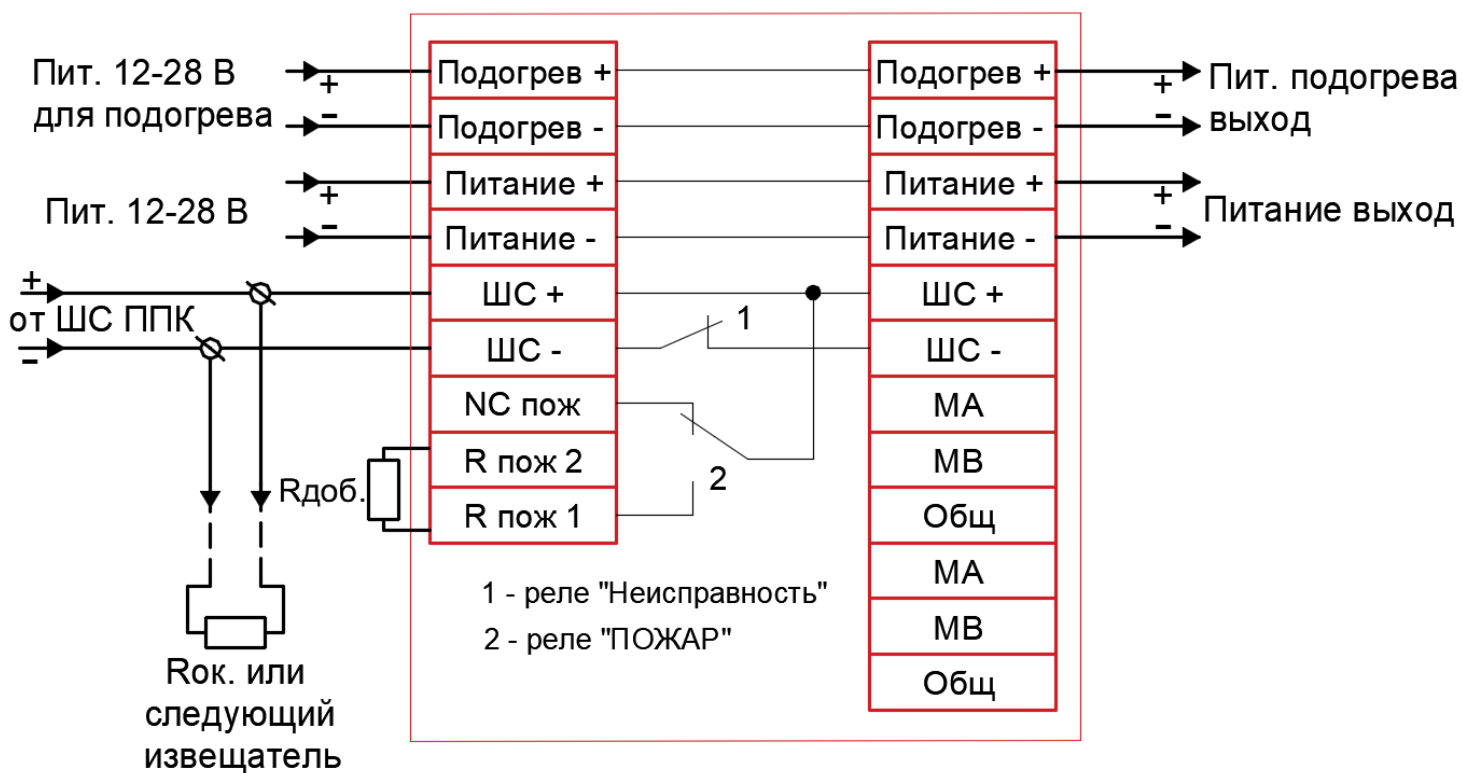 Пит. 12-28 В
для подогрева
+
-
Пит. 12-28 В
+
-
+
от ШС ППК
-
Rдоб.
Rок. или
следующий
извещатель
Подогрев +
Подогрев -
Питание +
Питание -
ШС +
ШС -
NC пож
R пож 2
R пож 1
1
2
1 - реле "Неисправность"
2 - реле "ПОЖАР"
Подогрев +
Подогрев -
Питание +
Питание -
ШС +
ШС -
МА
МВ
Общ
МА
МВ
Общ
+
-
Пит. подогрева
выход
+
-
Питание выход